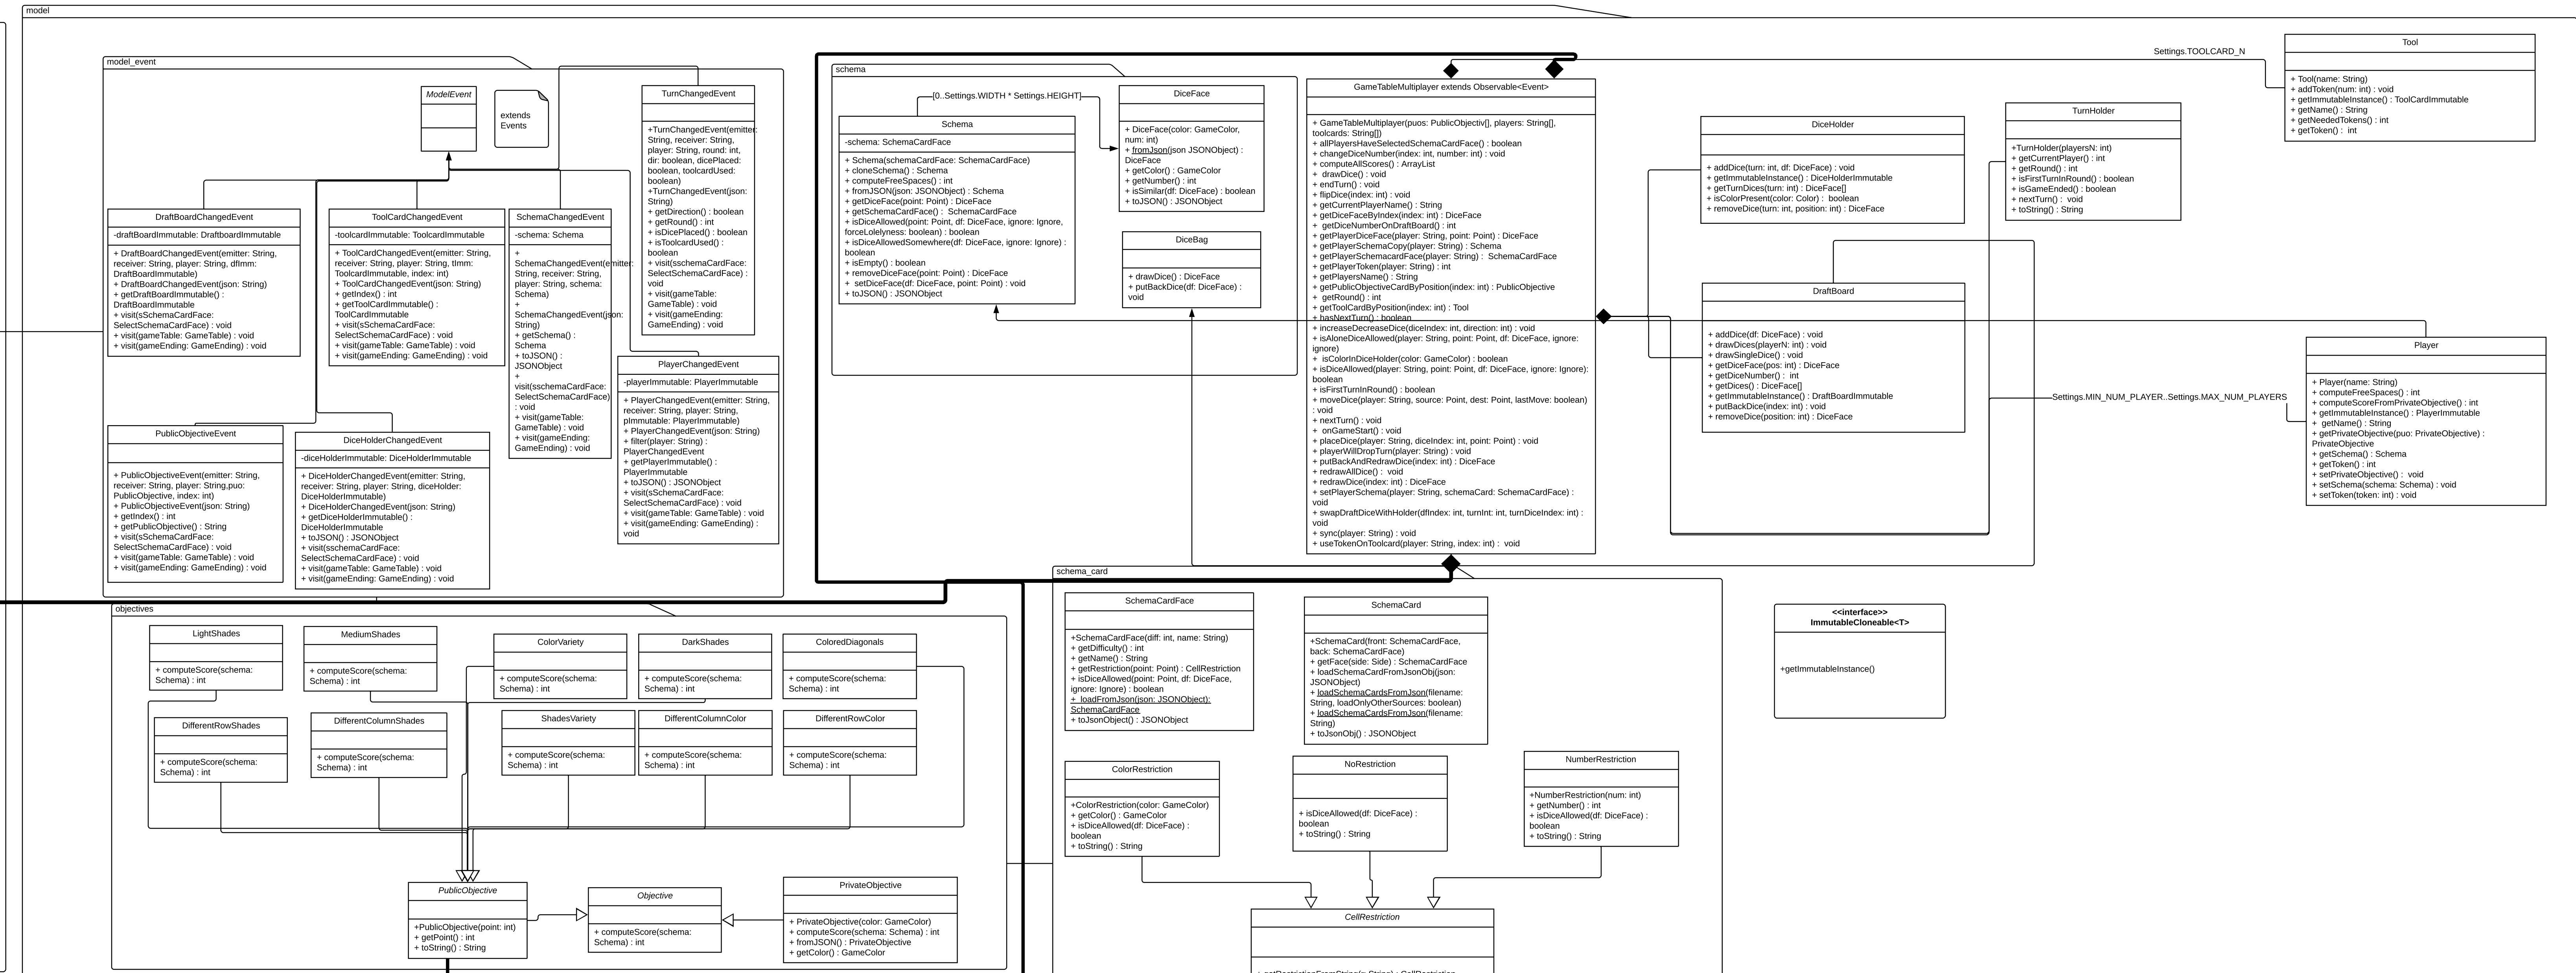 model
model_event
ModelEvent
extends
Events
TurnChangedEvent
+TurnChangedEvent(emitter:
String, receiver: String,
player: String, round: int,
dir: boolean, dicePlaced:
boolean, toolcardUsed:
boolean)
+TurnChangedEvent(json:
String)
+ getDirection() : boolean
+ getRound() : int
+ isDicePlaced() : boolean
+ isToolcardUsed() :
boolean
+ visit(sschemaCardFace:
SelectSchemaCardFace) :
void
+ visit(gameTable:
GameTable) : void
+ visit(gameEnding:
GameEnding) : void
DraftBoardChangedEvent
-draftboardImmutable: DraftboardImmutable
+ DraftBoardChangedEvent(emitter: String,
receiver: String, player: String, dfImm:
DraftBoardImmutable)
+ DraftBoardChangedEvent(json: String)
+ getDraftBoardImmutable() :
DraftBoardImmutable
+ visit(sSchemaCardFace:
SelectSchemaCardFace) : void
+ visit(gameTable: GameTable) : void
+ visit(gameEnding: GameEnding) : void
ToolCardChangedEvent
-toolcardImmutable: ToolcardImmutable
+ ToolCardChangedEvent(emitter: String,
receiver: String, player: String, tImm:
ToolcardImmutable, index: int)
+ ToolCardChangedEvent(json: String)
+ getIndex() : int
+ getToolCardImmutable() :
ToolCardImmutable
+ visit(sSchemaCardFace:
SelectSchemaCardFace) : void
+ visit(gameTable: GameTable) : void
+ visit(gameEnding: GameEnding) : void
SchemaChangedEvent
-schema: Schema
+
SchemaChangedEvent(emitter:
String, receiver: String,
player: String, schema:
Schema)
+
SchemaChangedEvent(json:
String)
+ getSchema() :
Schema
+ toJSON() :
JSONObject
+
visit(sschemaCardFace:
SelectSchemaCardFace)
: void
+ visit(gameTable:
GameTable) : void
+ visit(gameEnding:
GameEnding) : void
PlayerChangedEvent
-playerImmutable: PlayerImmutable
+ PlayerChangedEvent(emitter: String,
receiver: String, player: String,
pImmutable: PlayerImmutable)
+ PlayerChangedEvent(json: String)
+ filter(player: String) :
PlayerChangedEvent
+ getPlayerImmutable() :
PlayerImmutable
+ toJSON() : JSONObject
+ visit(sSchemaCardFace:
SelectSchemaCardFace) : void
+ visit(gameTable: GameTable) : void
+ visit(gameEnding: GameEnding) :
void
PublicObjectiveEvent
+ PublicObjectiveEvent(emitter: String,
receiver: String, player: String,puo:
PublicObjective, index: int)
+ PublicObjectiveEvent(json: String)
+ getIndex() : int
+ getPublicObjective() : String
+ visit(sSchemaCardFace:
SelectSchemaCardFace) : void
+ visit(gameTable: GameTable) : void
+ visit(gameEnding: GameEnding) : void
DiceHolderChangedEvent
-diceHolderImmutable: DiceHolderImmutable
+ DiceHolderChangedEvent(emitter: String,
receiver: String, player: String, diceHolder:
DiceHolderImmutable)
+ DiceHolderChangedEvent(json: String)
+ getDiceHolderImmutable() :
DiceHolderImmutable
+ toJSON() : JSONObject
+ visit(sschemaCardFace:
SelectSchemaCardFace) : void
+ visit(gameTable: GameTable) : void
+ visit(gameEnding: GameEnding) : void
schema
[0..Settings.WIDTH * Settings.HEIGHT]
Schema
-schema: SchemaCardFace
+ Schema(schemaCardFace: SchemaCardFace)
+ cloneSchema() : Schema
+ computeFreeSpaces() : int
+ fromJSON(json: JSONObject) : Schema
+ getDiceFace(point: Point) : DiceFace
+ getSchemaCardFace() :  SchemaCardFace
+ isDiceAllowed(point: Point, df: DiceFace, ignore: Ignore,
forceLolelyness: boolean) : boolean
+ isDiceAllowedSomewhere(df: DiceFace, ignore: Ignore) :
boolean
+ isEmpty() : boolean
+ removeDiceFace(point: Point) : DiceFace
+  setDiceFace(df: DiceFace, point: Point) : void
+ toJSON() : JSONObject
DiceFace
+ DiceFace(color: GameColor,
num: int)
+ fromJson(json JSONObject) :
DiceFace
+ getColor() : GameColor
+ getNumber() : int
+ isSimilar(df: DiceFace) : boolean
+ toJSON() : JSONObject
DiceBag
+ drawDice() : DiceFace
+ putBackDice(df: DiceFace) :
void
GameTableMultiplayer extends Observable<Event>
+ GameTableMultiplayer(puos: PublicObjectiv[], players: String[],
toolcards: String[])
+ allPlayersHaveSelectedSchemaCardFace() : boolean
+ changeDiceNumber(index: int, number: int) : void
+ computeAllScores() : ArrayList
+  drawDice() : void
+ endTurn() : void
+ flipDice(index: int) : void
+ getCurrentPlayerName() : String
+ getDiceFaceByIndex(index: int) : DiceFace
+  getDiceNumberOnDraftBoard() : int
+ getPlayerDiceFace(player: String, point: Point) : DiceFace
+ getPlayerSchemaCopy(player: String) : Schema
+ getPlayerSchemacardFace(player: String) :  SchemaCardFace
+ getPlayerToken(player: String) : int
+ getPlayersName() : String
+ getPublicObjectiveCardByPosition(index: int) : PublicObjective
+  getRound() : int
+ getToolCardByPosition(index: int) : Tool
+ hasNextTurn() : boolean
+ increaseDecreaseDice(diceIndex: int, direction: int) : void
+ isAloneDiceAllowed(player: String, point: Point, df: DiceFace, ignore:
ignore)
+  isColorInDiceHolder(color: GameColor) : boolean
+ isDiceAllowed(player: String, point: Point, df: DiceFace, ignore: Ignore):
boolean
+ isFirstTurnInRound() : boolean
+ moveDice(player: String, source: Point, dest: Point, lastMove: boolean)
: void
+ nextTurn() : void
+  onGameStart() : void
+ placeDice(player: String, diceIndex: int, point: Point) : void
+ playerWillDropTurn(player: String) : void
+ putBackAndRedrawDice(index: int) : DiceFace
+ redrawAllDice() :  void
+ redrawDice(index: int) : DiceFace
+ setPlayerSchema(player: String, schemaCard: SchemaCardFace) :
void
+ swapDraftDiceWithHolder(dfIndex: int, turnInt: int, turnDiceIndex: int) :
void
+ sync(player: String) : void
+ useTokenOnToolcard(player: String, index: int) :  void
DiceHolder
+ addDice(turn: int, df: DiceFace) : void
+ getImmutableInstance() : DiceHolderImmutable
+ getTurnDices(turn: int) : DiceFace[]
+ isColorPresent(color: Color) :  boolean
+ removeDice(turn: int, position: int) : DiceFace
TurnHolder
+TurnHolder(playersN: int)
+ getCurrentPlayer() : int
+ getRound() : int
+ isFirstTurnInRound() : boolean
+ isGameEnded() : boolean
+ nextTurn() :  void
+ toString() : String
Settings.TOOLCARD_N
Tool
+ Tool(name: String)
+ addToken(num: int) : void
+ getImmutableInstance() : ToolCardImmutable
+ getName() : String
+ getNeededTokens() : int
+ getToken() :  int
DraftBoard
+ addDice(df: DiceFace) : void
+ drawDices(playerN: int) : void
+ drawSingleDice() : void
+ getDiceFace(pos: int) : DiceFace
+ getDiceNumber() :  int
+ getDices() : DiceFace[]
+ getImmutableInstance() : DraftBoardImmutable
+ putBackDice(index: int) : void
+ removeDice(position: int) : DiceFace
Settings.MIN_NUM_PLAYER..Settings.MAX_NUM_PLAYERS
Player
+ Player(name: String)
+ computeFreeSpaces() : int
+ computeScoreFromPrivateObjective() : int
+ getImmutableInstance() : PlayerImmutable
+  getName() : String
+ getPrivateObjective(puo: PrivateObjective) :
PrivateObjective
+ getSchema() : Schema
+ getToken() : int
+ setPrivateObjective() :  void
+ setSchema(schema: Schema) : void
+ setToken(token: int) : void
objectives
LightShades
+ computeScore(schema:
Schema) : int
MediumShades
+ computeScore(schema:
Schema) : int
ColorVariety
+ computeScore(schema:
Schema) : int
DarkShades
+ computeScore(schema:
Schema) : int
ColoredDiagonals
+ computeScore(schema:
Schema) : int
DifferentRowShades
+ computeScore(schema:
Schema) : int
DifferentColumnShades
+ computeScore(schema:
Schema) : int
ShadesVariety
+ computeScore(schema:
Schema) : int
DifferentColumnColor
+ computeScore(schema:
Schema) : int
DifferentRowColor
+ computeScore(schema:
Schema) : int
PublicObjective
+PublicObjective(point: int)
+ getPoint() : int
+ toString() : String
Objective
+ computeScore(schema:
Schema) : int
PrivateObjective
+ PrivateObjective(color: GameColor)
+ computeScore(schema: Schema) : int
+ fromJSON() : PrivateObjective
+ getColor() : GameColor
schema_card
SchemaCardFace
+SchemaCardFace(diff: int, name: String)
+ getDifficulty() : int
+ getName() : String
+ getRestriction(point: Point) : CellRestriction
+ isDiceAllowed(point: Point, df: DiceFace,
ignore: Ignore) : boolean
+  loadFromJson(json: JSONObject):
SchemaCardFace
+ toJsonObject() : JSONObject
SchemaCard
+SchemaCard(front: SchemaCardFace,
back: SchemaCardFace)
+ getFace(side: Side) : SchemaCardFace
+ loadSchemaCardFromJsonObj(json:
JSONObject)
+ loadSchemaCardsFromJson(filename:
String, loadOnlyOtherSources: boolean)
+ loadSchemaCardsFromJson(filename:
String)
+ toJsonObj() : JSONObject
ColorRestriction
+ColorRestriction(color: GameColor)
+ getColor() : GameColor
+ isDiceAllowed(df: DiceFace) :
boolean
+ toString() : String
NoRestriction
+ isDiceAllowed(df: DiceFace) :
boolean
+ toString() : String
NumberRestriction
+NumberRestriction(num: int)
+ getNumber() : int
+ isDiceAllowed(df: DiceFace) :
boolean
+ toString() : String
CellRestriction
<<interface>>
ImmutableCloneable<T>
+getImmutableInstance()